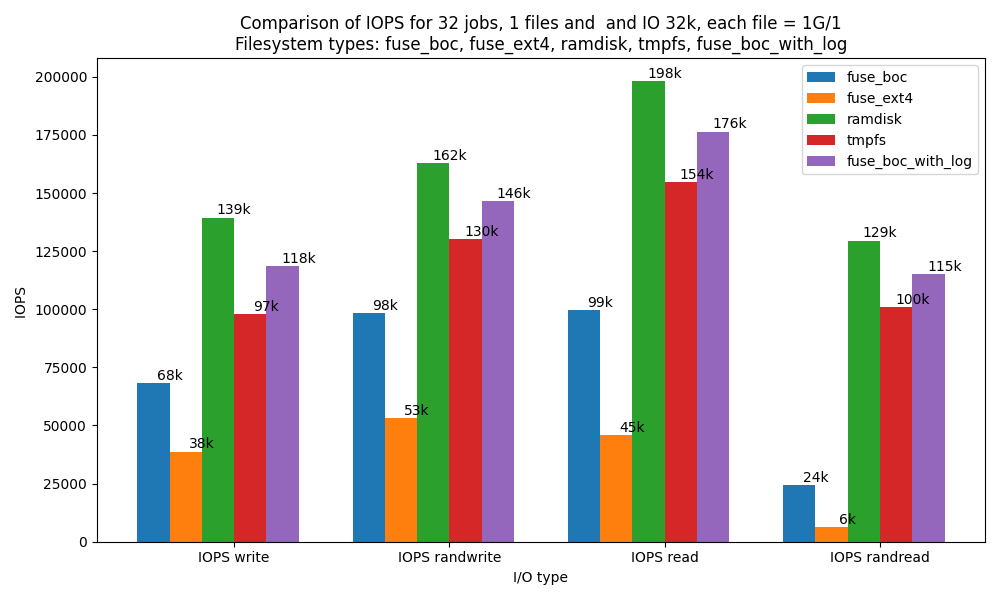 Comparison of IOPS for 32 jobs, 1 files and  and IO 32k, each file = 1G/1
Filesystem types: fuse_boc, fuse_ext4, ramdisk, tmpfs, fuse_boc_with_log
IOPS
200000
175000
150000
125000
100000
75000
50000
25000
0
fuse_boc
fuse_ext4
ramdisk
tmpfs
fuse_boc_with_log
68k
38k
139k
97k
118k
98k
53k
162k
130k
146k
99k
45k
198k
154k
176k
24k
6k
129k
100k
115k
IOPS write
IOPS randwrite
IOPS read
IOPS randread
I/O type